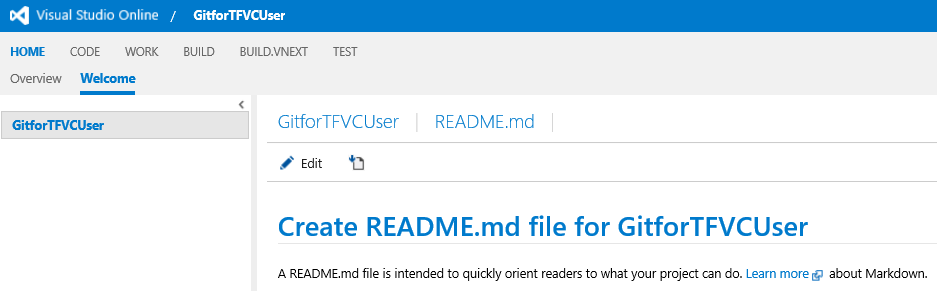 Visual Studio Online / GitforTFVCUser
HOME CODE WORK BUILD BUILD.VNEXT TEST
Overview Welcome
GitforTFVCUser
GitforTFVCUser README.md
Edit
Create README.md file for GitforTFVCUser
A README.md file is intended to quickly orient readers to what your project can do. Learn more about Markdown.